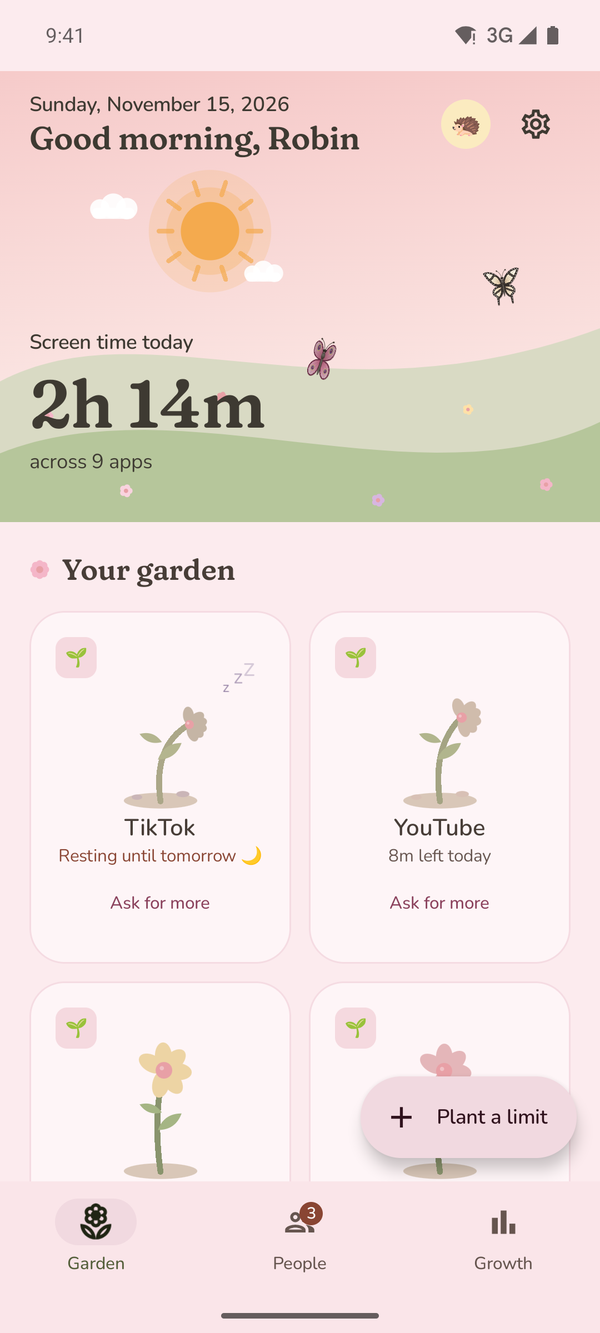 9:41
3G
Sunday, November 15, 2026
Good morning, Robin
Screen time today
2h 14m
across 9 apps
Your garden
z z Z
TikTok
Resting until tomorrow 🌙
Ask for more
YouTube
8m left today
Ask for more
Plant a limit
3
Garden
People
Growth